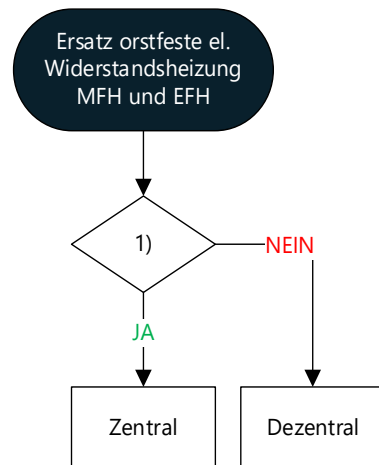 Ersatz orstfeste el.
Widerstandsheizung
MFH und EFH
1)
NEIN
JA
Zentral
Dezentral